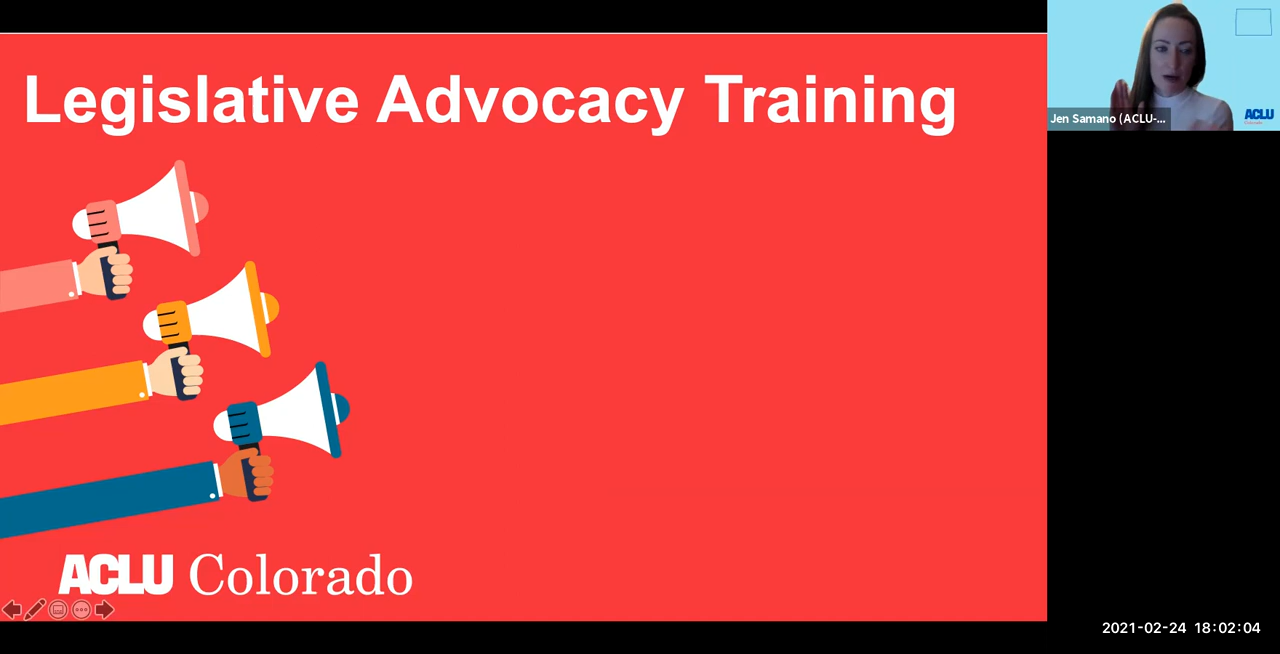 Legislative Advocacy Training
ACLU Colorado
ACLU
Jen Samano (ACLU-...
2021-02-24 18:02:04